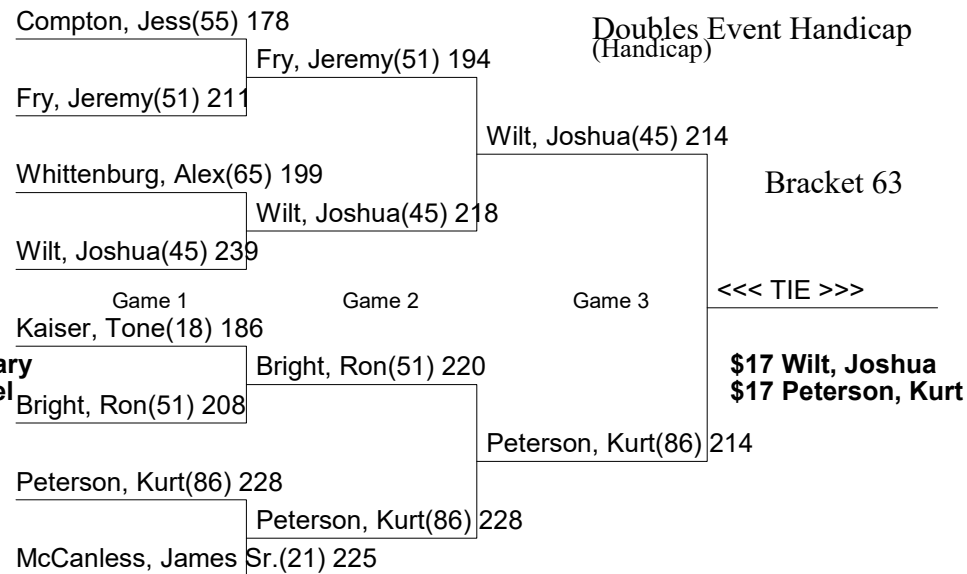 Compton, Jess(55) 178
Doubles Event Handicap
(Handicap)
Fry, Jeremy(51) 194
Fry, Jeremy(51) 211
Wilt, Joshua(45) 214
Whittenburg, Alex(65) 199
Bracket 63
Wilt, Joshua(45) 218
Wilt, Joshua(45) 239
<<< TIE >>>
Game 1
Game 2
Game 3
Kaiser, Tone(18) 186
ary
Bright, Ron(51) 220
$17 Wilt, Joshua
el
Bright, Ron(51) 208
$17 Peterson, Kurt
Peterson, Kurt(86) 214
Peterson, Kurt(86) 228
Peterson, Kurt(86) 228
McCanless, James Sr.(21) 225